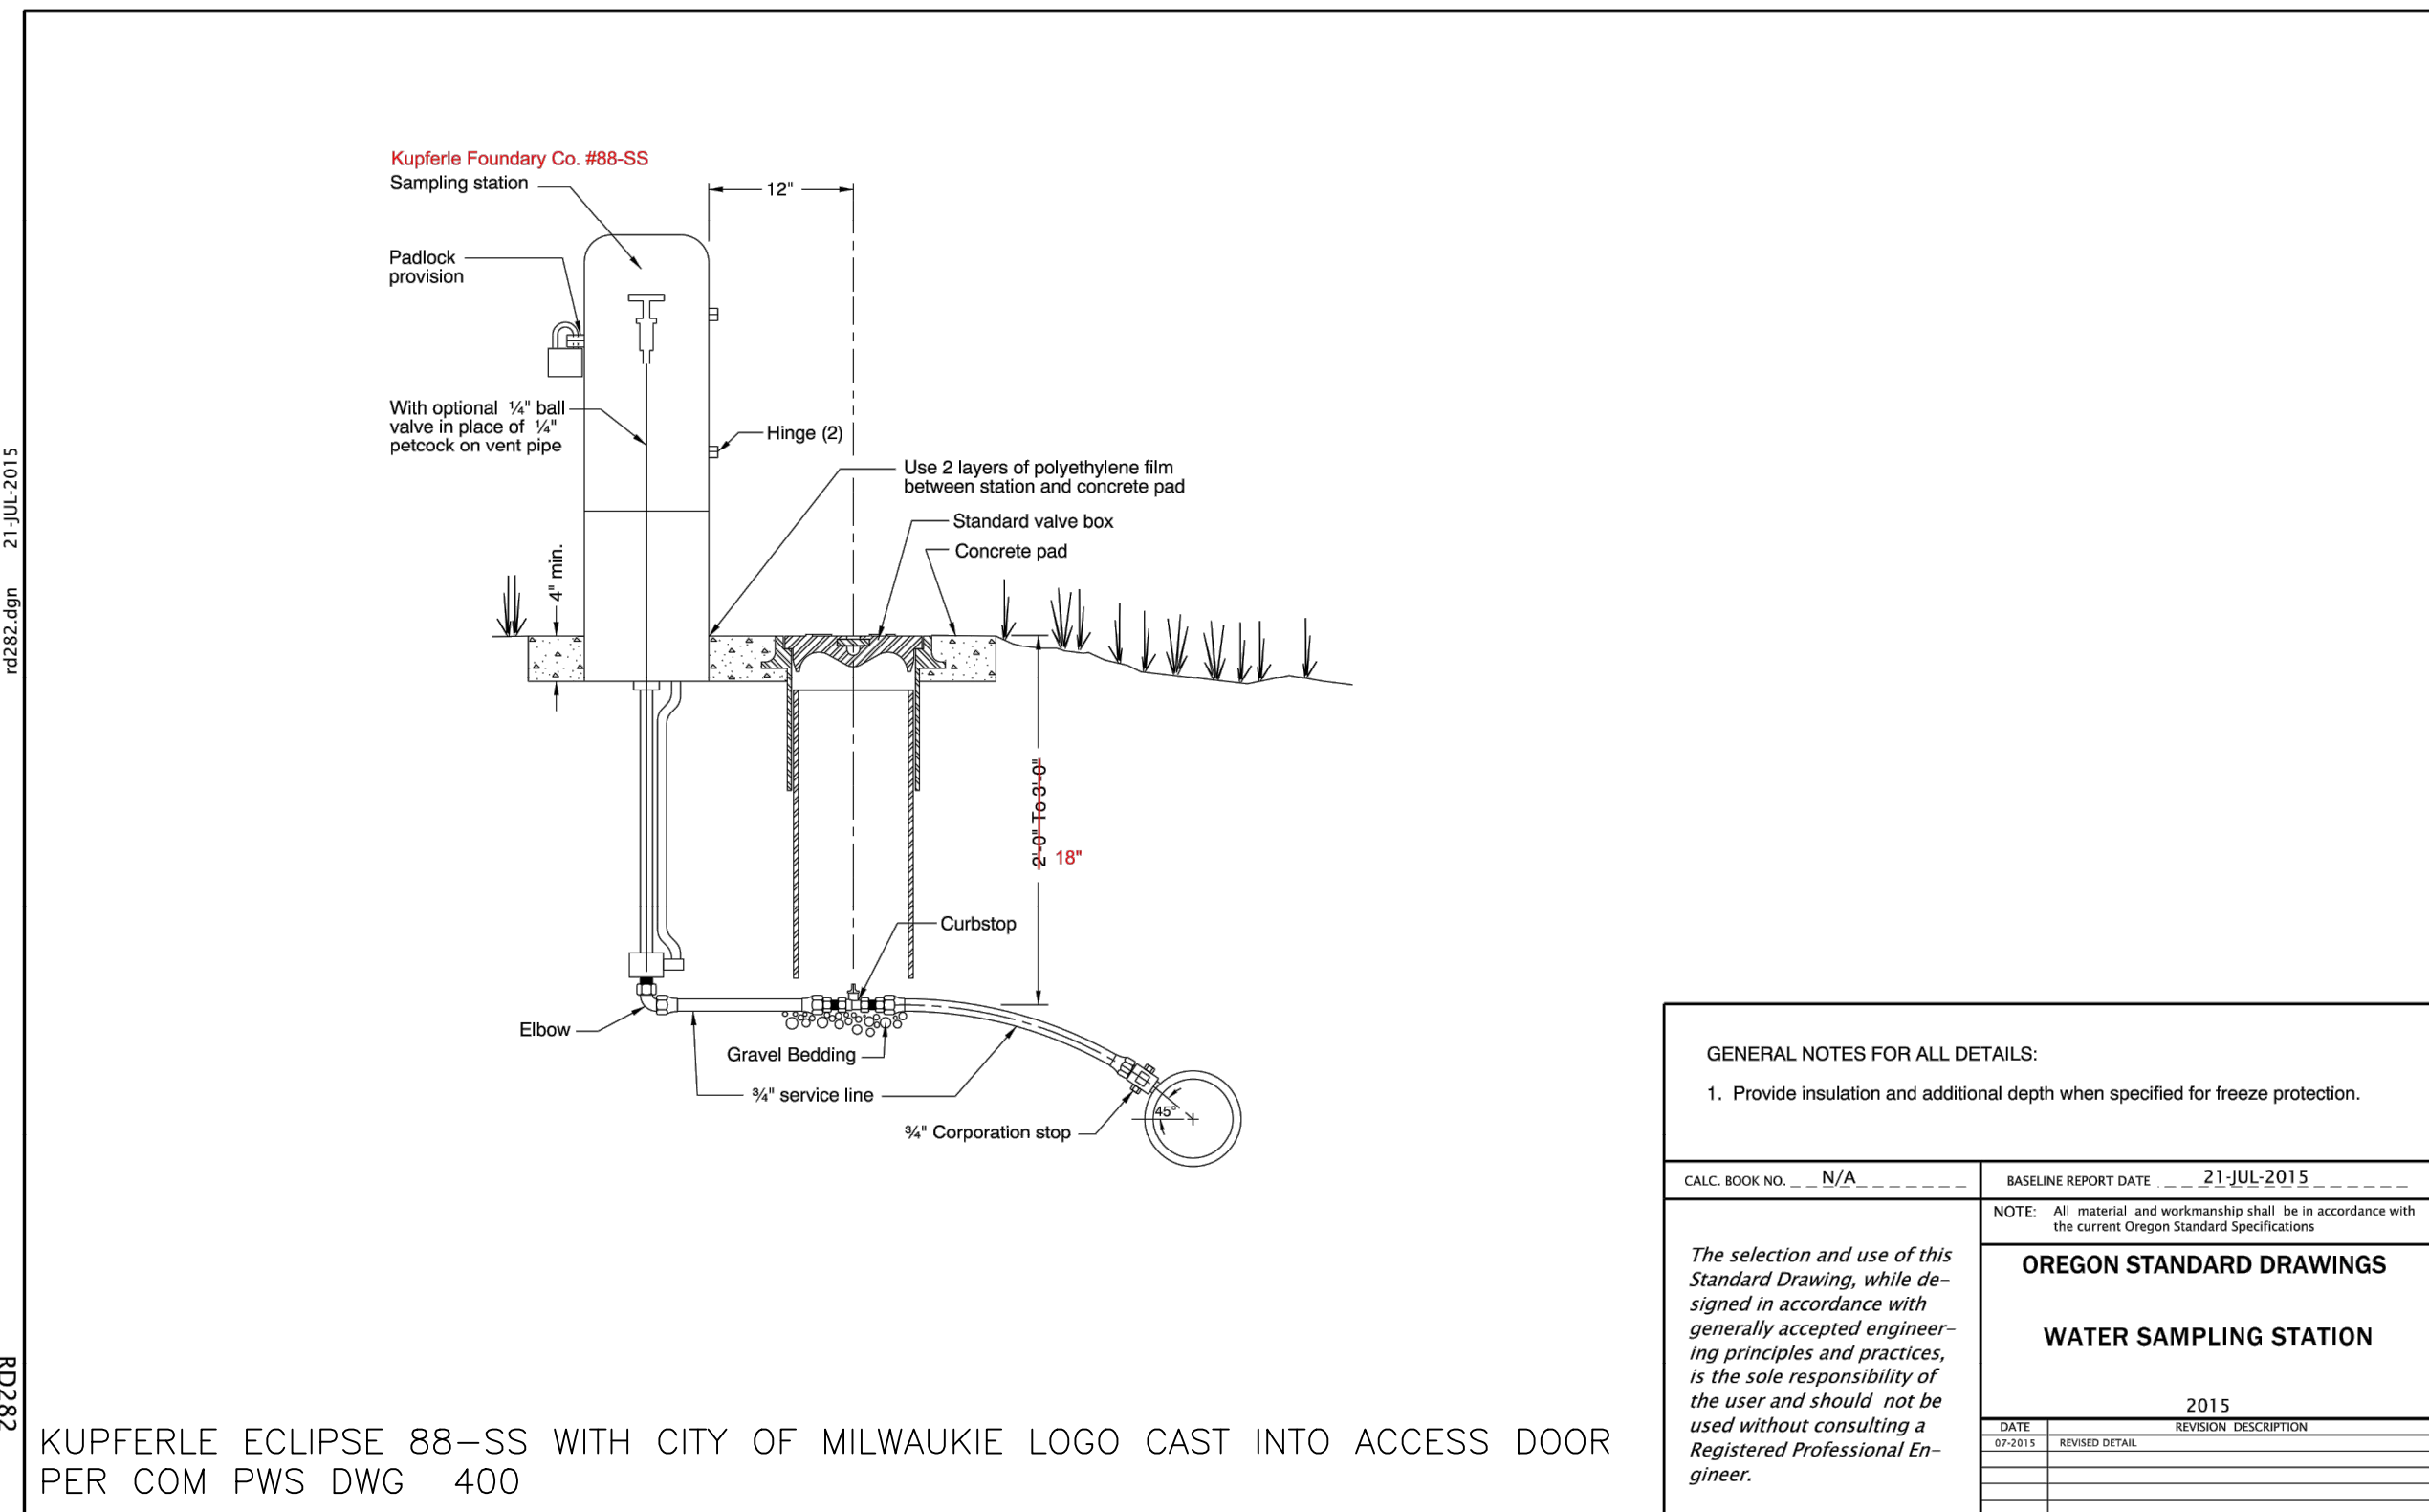 Kupferle Foundary Co. #88-SS
Sampling station
12"
Padlock
provision
With optional ¼" ball
valve in place of ¼"
petcock on vent pipe
Hinge (2)
Use 2 layers of polyethylene film
between station and concrete pad
Standard valve box
Concrete pad
4" min.
2'-0" To 3'-0"
18"
Curbstop
Elbow
Gravel Bedding
¾" service line
¾" Corporation stop
45°
rd282.dgn 21-JUL-2015
RD282
KUPFERLE ECLIPSE 88-SS WITH CITY OF MILWAUKIE LOGO CAST INTO ACCESS DOOR
PER COM PWS DWG 400
GENERAL NOTES FOR ALL DETAILS:
1. Provide insulation and additional depth when specified for freeze protection.
CALC. BOOK NO. N/A
BASELINE REPORT DATE 21-JUL-2015
NOTE: All material and workmanship shall be in accordance with
the current Oregon Standard Specifications
The selection and use of this
Standard Drawing, while de-
signed in accordance with
generally accepted engineer-
ing principles and practices,
is the sole responsibility of
the user and should not be
used without consulting a
Registered Professional En-
gineer.
OREGON STANDARD DRAWINGS
WATER SAMPLING STATION
2015
DATE REVISION DESCRIPTION
07-2015 REVISED DETAIL